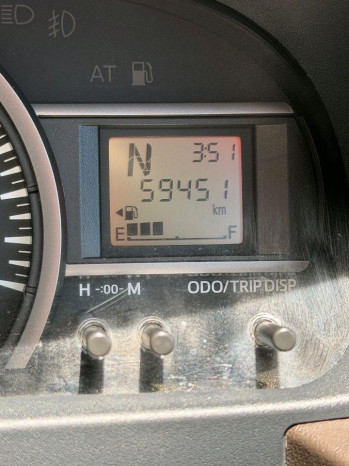 AT
N 3:51
59451
km
E F
H -:00- M ODO/TRIP DISP